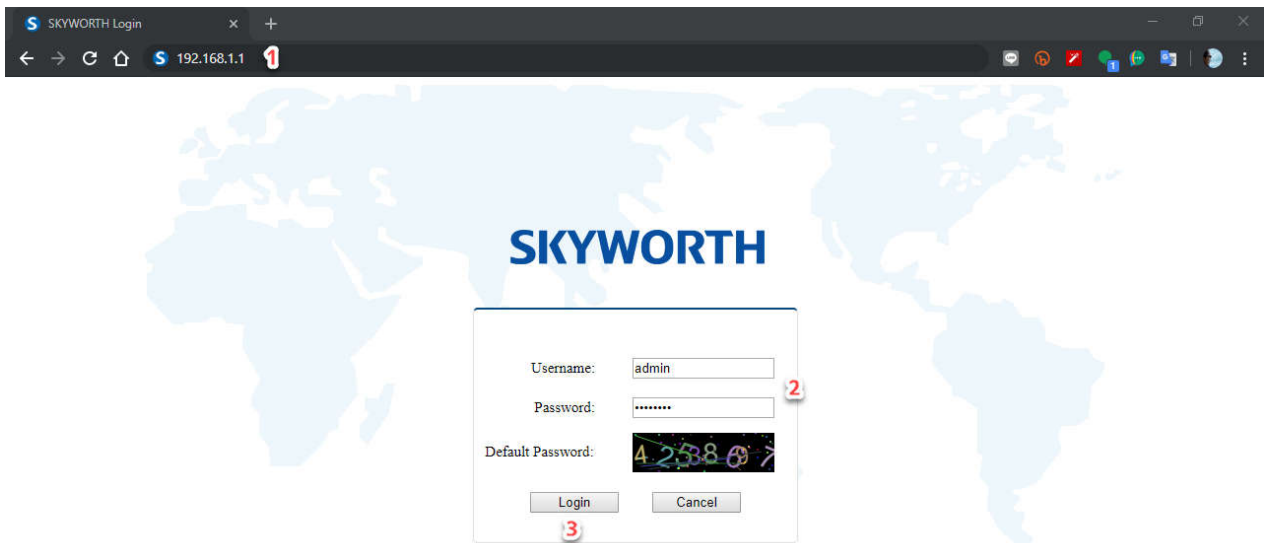 SKYWORTH Login
192.168.1.1 1
SKYWORTH
Username: admin
2
Password: ••••••••
Default Password:
Login Cancel
3